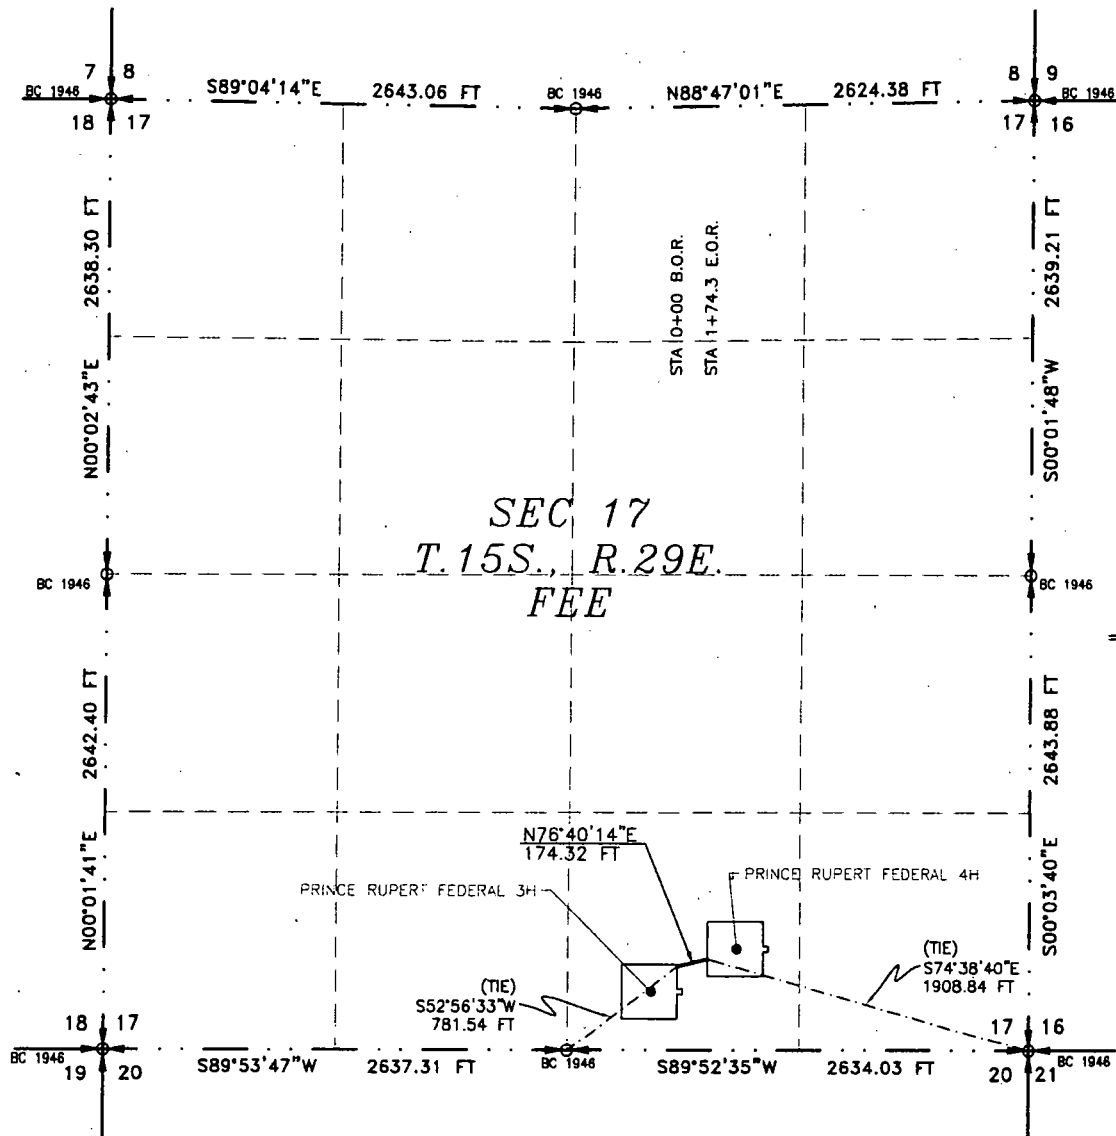 7 8
8 9
BC 1946
S89°04'14"E 2643.06 FT
BC 1946
N88°47'01"E 2624.38 FT
BC 1946
18 17
17 16
2638.30 FT
N00°02'43"E
STA 0+00 B.O.R.
STA 1+74.3 E.O.R.
2639.21 FT
S00°01'48"W
SEC 17
T.15S., R.29E.
FEE
BC 1946
BC 1946
2642.40 FT
N00°01'41"E
2643.88 FT
S00°03'40"E
N76°40'14"E
174.32 FT
PRINCE RUPERT FEDERAL 3H
PRINCE RUPERT FEDERAL 4H
(TIE)
S74°38'40"E
1908.84 FT
(TIE)
S52°56'33"W
781.54 FT
18 17
17 16
BC 1946
S89°53'47"W 2637.31 FT
BC 1946
S89°52'35"W 2634.03 FT
BC 1946
19 20
20 21